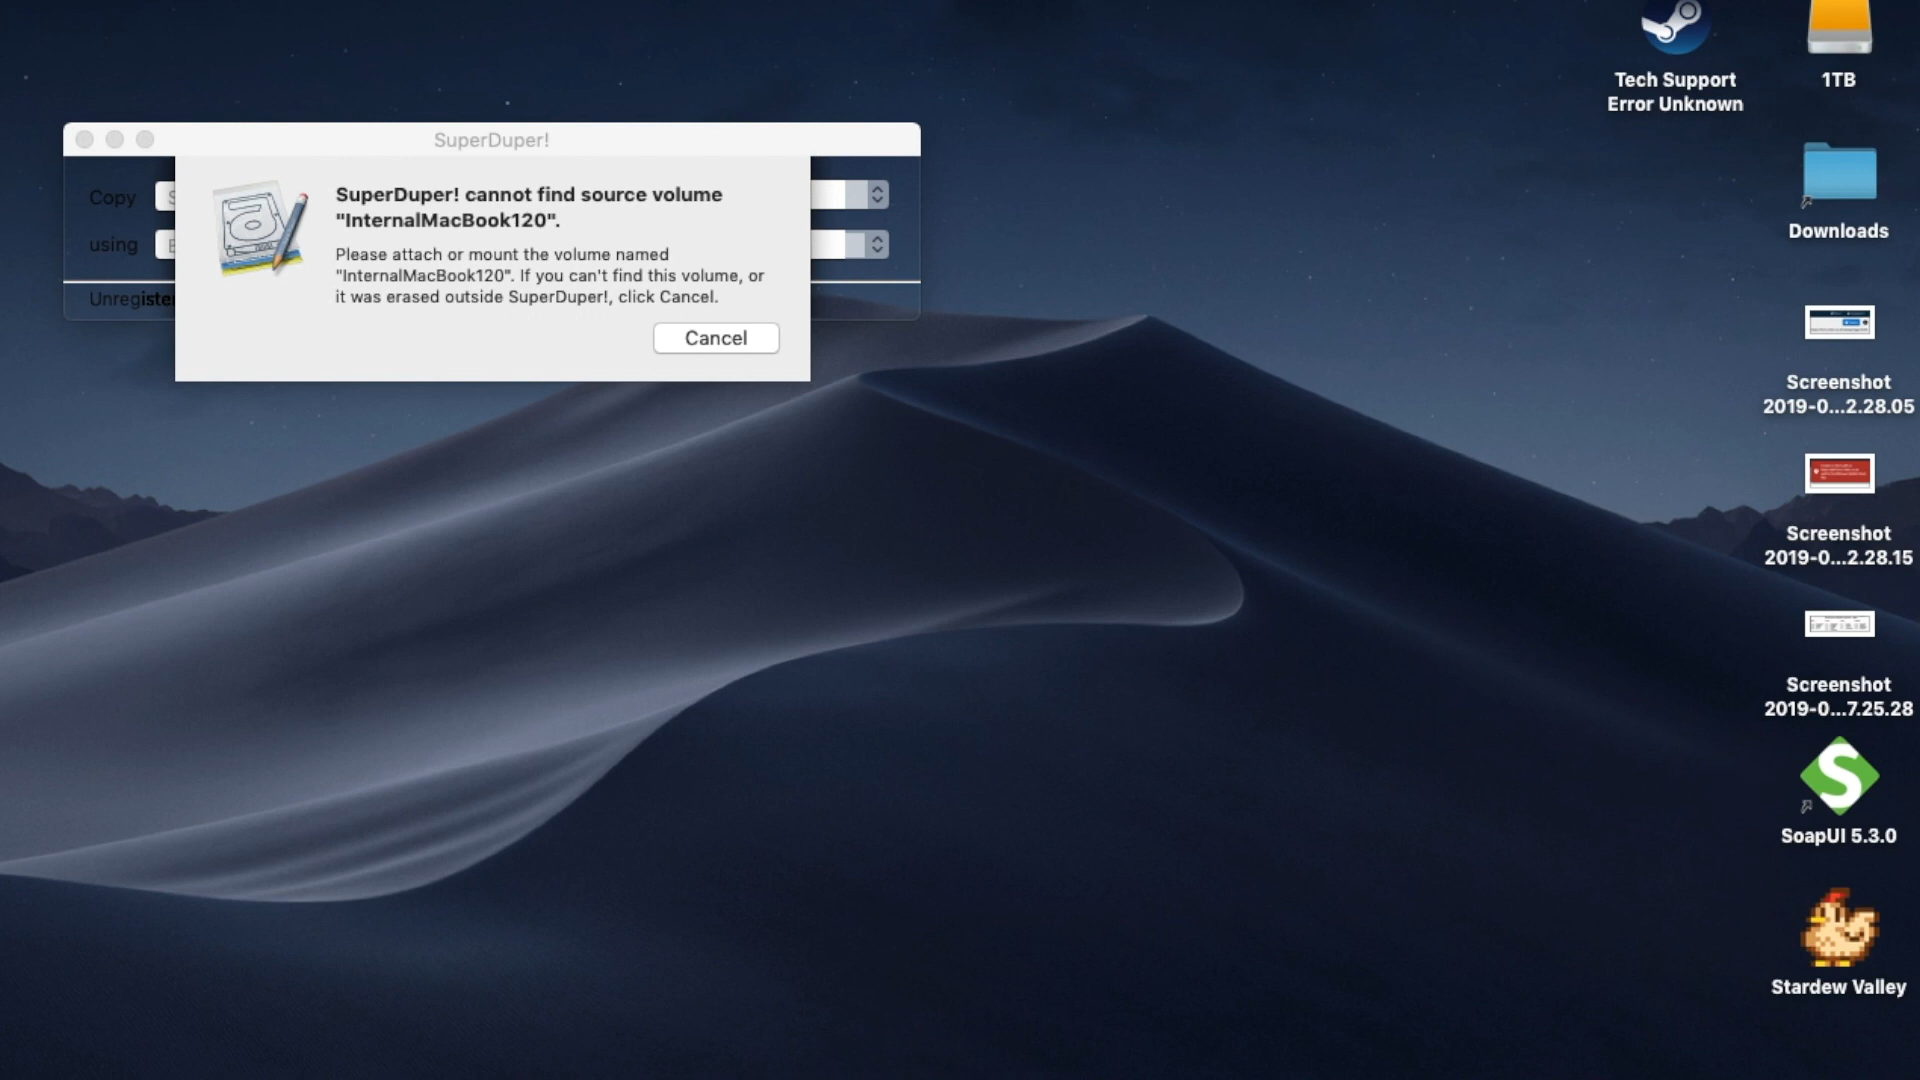 Tech Support
Error Unknown
1TB
SuperDuper!
Copy
using
Unregister
SuperDuper! cannot find source volume
"InternalMacBook120".
Please attach or mount the volume named
"InternalMacBook120". If you can't find this volume, or
it was erased outside SuperDuper!, click Cancel.
Cancel
Downloads
Screenshot
2019-0...2.28.05
Screenshot
2019-0...2.28.15
Screenshot
2019-0...7.25.28
SoapUI 5.3.0
Stardew Valley